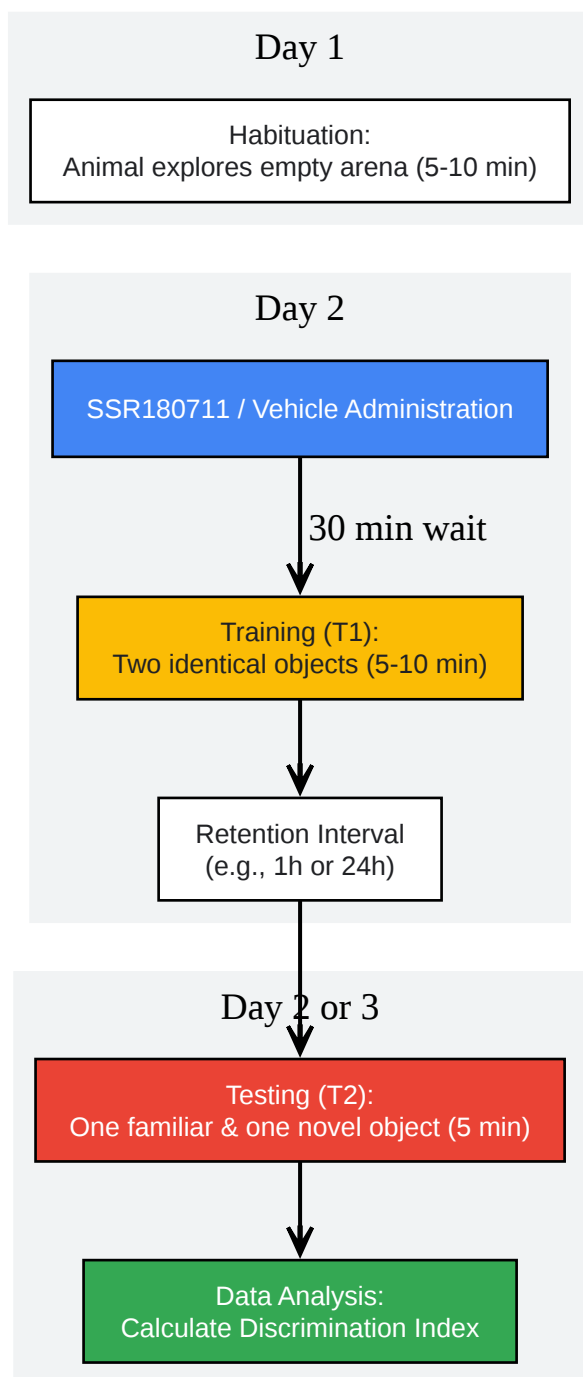 Day 1
Habituation:
Animal explores empty arena (5-10 min)
Day 2
SSR180711 / Vehicle Administration
30 min wait
Training (T1):
Two identical objects (5-10 min)
Retention Interval
(e.g., 1h or 24h)
Day 2 or 3
Testing (T2):
One familiar & one novel object (5 min)
Data Analysis:
Calculate Discrimination Index